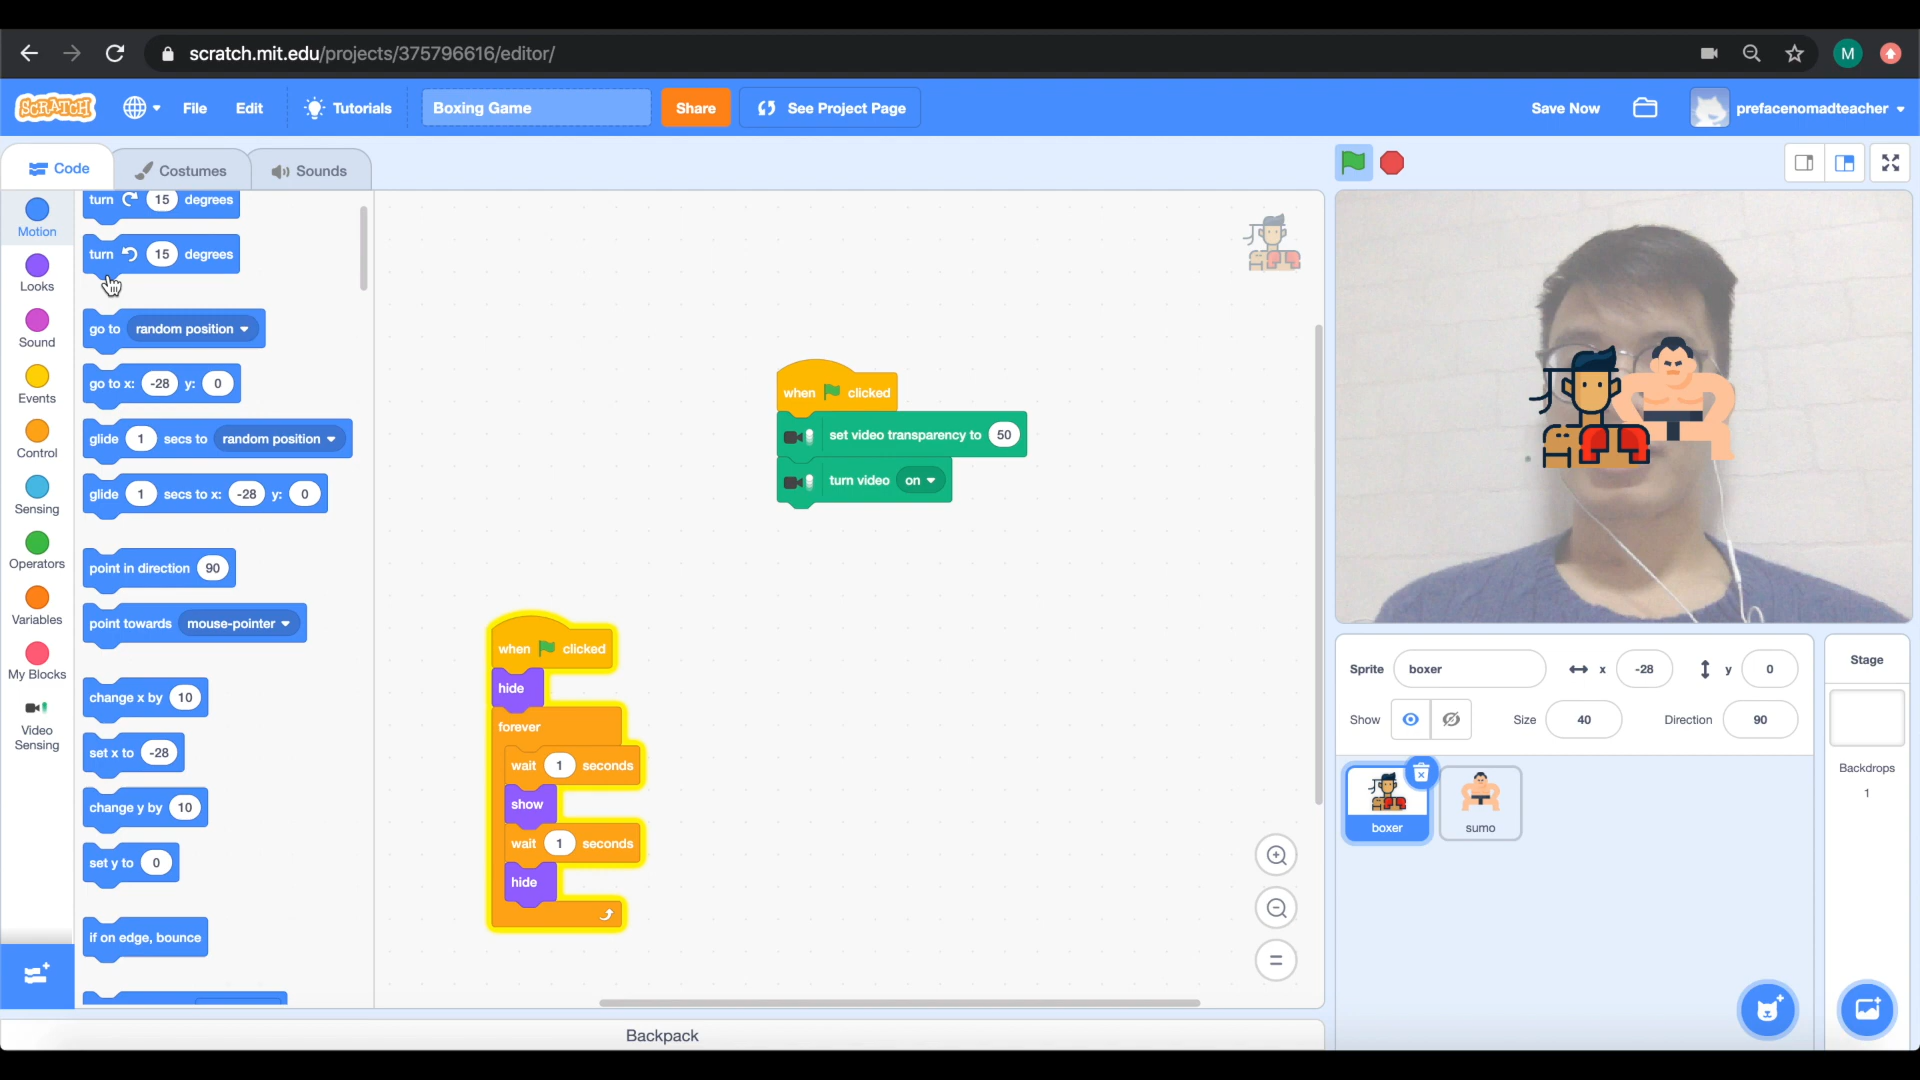 scratch.mit.edu/projects/375796616/editor/
M
SCRATCH
File
Edit
Tutorials
Boxing Game
Share
See Project Page
Save Now
prefacenomadteacher
Code
Costumes
Sounds
Motion
Looks
Sound
Events
Control
Sensing
Operators
Variables
My Blocks
Video
Sensing
turn 15 degrees
turn 15 degrees
go to random position
go to x: -28 y: 0
glide 1 secs to random position
glide 1 secs to x: -28 y: 0
point in direction 90
point towards mouse-pointer
change x by 10
set x to -28
change y by 10
set y to 0
if on edge, bounce
when clicked
set video transparency to 50
turn video on
when clicked
hide
forever
wait 1 seconds
show
wait 1 seconds
hide
Backpack
Sprite boxer x -28 y 0
Show Size 40 Direction 90
boxer
sumo
Stage
Backdrops
1